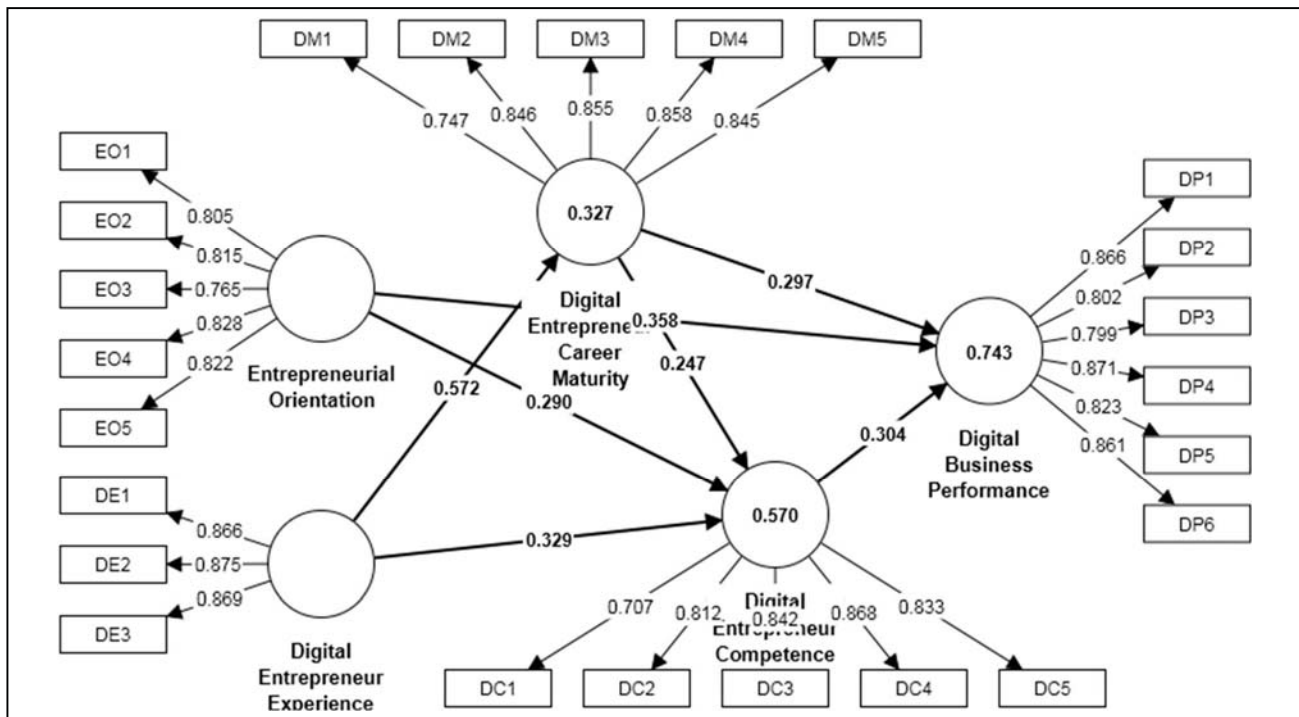 DM1 DM2 DM3 DM4 DM5
0.747 0.846 0.855 0.858 0.845
EO1
EO2
EO3
EO4
EO5
0.805
0.815
0.765
0.828
0.822
Entrepreneurial
Orientation
0.327
Digital
Entrepreneur
Career
Maturity
0.297
0.358
0.247
0.572
0.290
0.304
0.329
DP1
DP2
DP3
DP4
DP5
DP6
0.866
0.802
0.799
0.871
0.823
0.861
0.743
Digital
Business
Performance
DE1
DE2
DE3
0.866
0.875
0.869
Digital
Entrepreneur
Experience
0.570
Digital
Entrepreneur
Competence
0.707 0.812 0.842 0.868 0.833
DC1 DC2 DC3 DC4 DC5